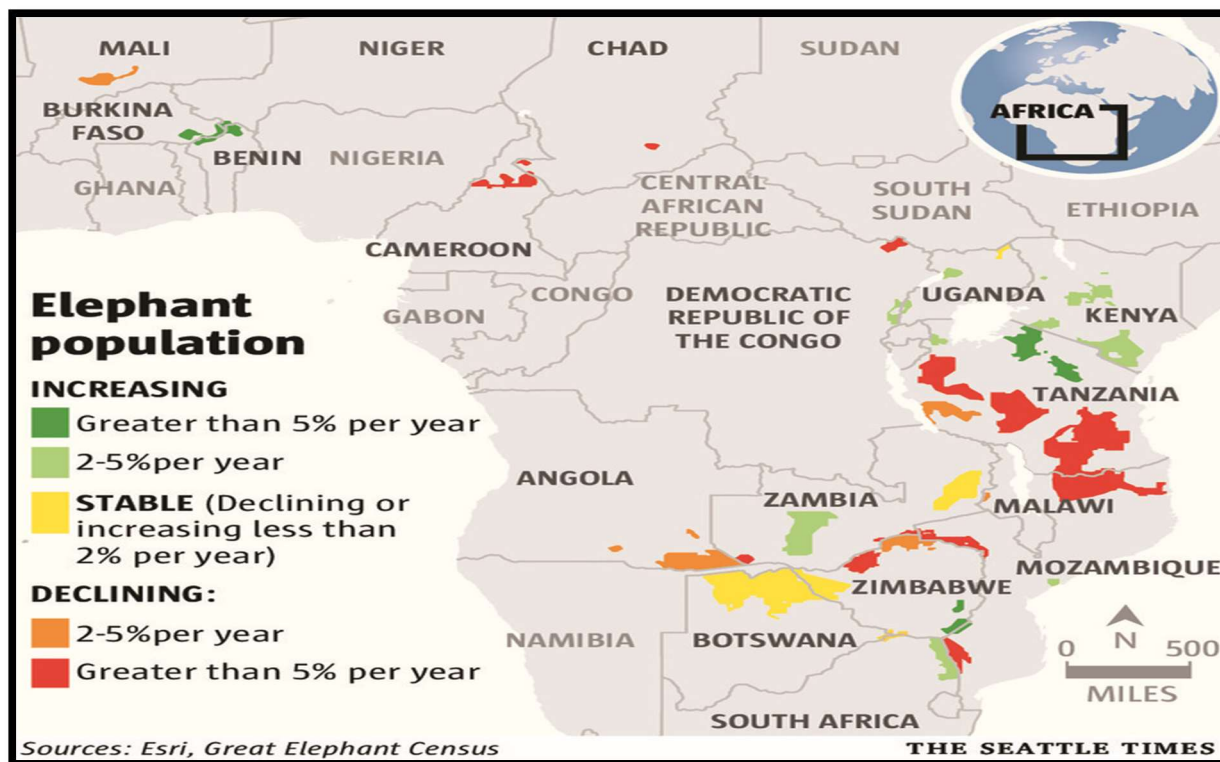 MALI
NIGER
CHAD
SUDAN
AFRICA
BURKINA
FASO
BENIN
NIGERIA
GHANA
CENTRAL
AFRICAN
REPUBLIC
SOUTH
SUDAN
ETHIOPIA
CAMEROON
CONGO
GABON
DEMOCRATIC
REPUBLIC OF
THE CONGO
UGANDA
KENYA
TANZANIA
Elephant
population
INCREASING
Greater than 5% per year
2-5%per year
STABLE (Declining or
increasing less than
2% per year)
DECLINING:
2-5%per year
Greater than 5% per year
ANGOLA
ZAMBIA
MALAWI
MOZAMBIQUE
ZIMBABWE
NAMIBIA
BOTSWANA
SOUTH AFRICA
N
0 500
MILES
Sources: Esri, Great Elephant Census
THE SEATTLE TIMES